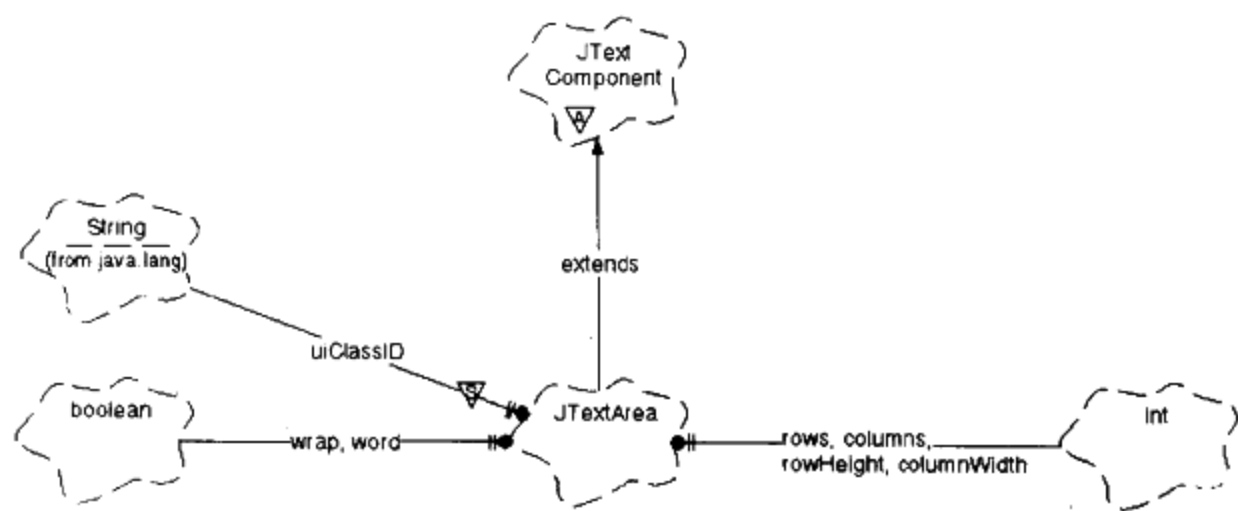 JText
Component
A
String
(from java.lang)
extends
uiClassID
S
boolean
JTextArea
Int
wrap, word
rows, columns,
rowHeight, columnWidth